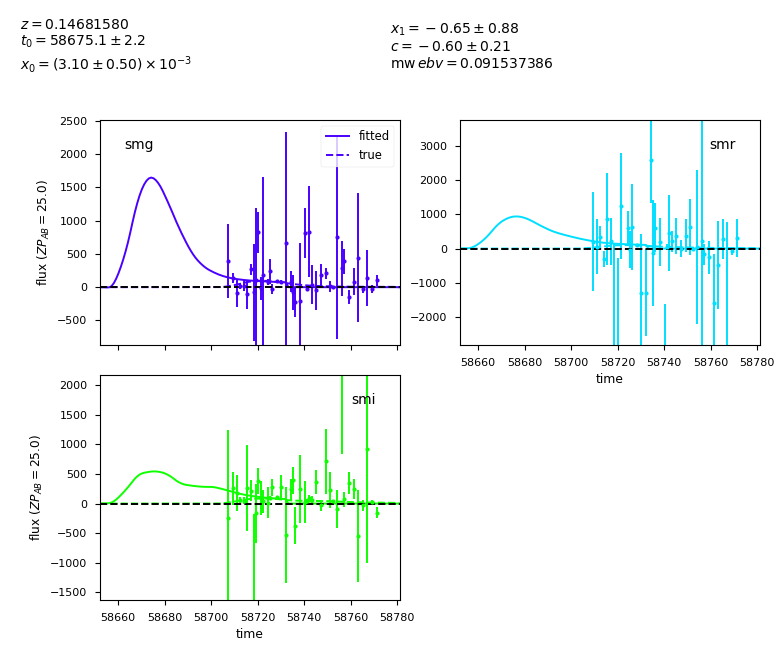 z = 0.14681580
t₀ = 58675.1 ± 2.2
x₀ = (3.10 ± 0.50) × 10⁻³
x₁ = −0.65 ± 0.88
c = −0.60 ± 0.21
mw ebv = 0.091537386
smg
fitted
true
2500
2000
1500
1000
500
0
−500
flux (ZP_AB = 25.0)
smr
3000
2000
1000
0
−1000
−2000
58660 58680 58700 58720 58740 58760 58780
time
smi
2000
1500
1000
500
0
−500
−1000
−1500
flux (ZP_AB = 25.0)
58660 58680 58700 58720 58740 58760 58780
time